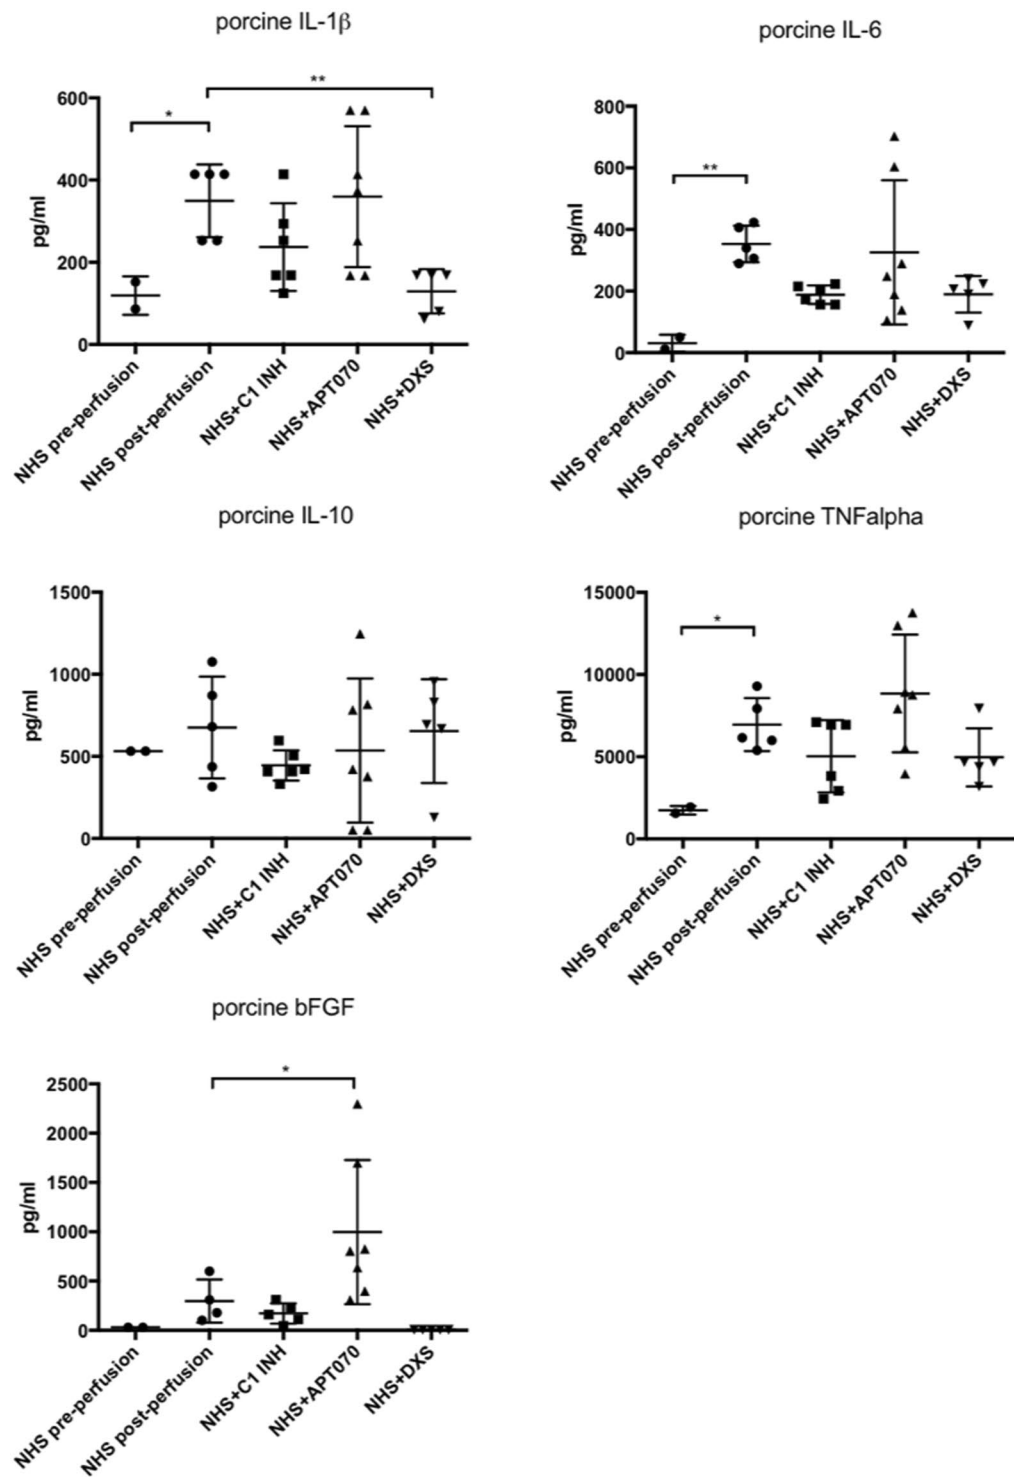 porcine IL-1β
porcine IL-6
**
*
600
400
200
0
pg/ml
NHS pre-perfusion
NHS post-perfusion
NHS+C1 INH
NHS+APT070
NHS+DXS
**
800
600
400
200
0
pg/ml
NHS pre-perfusion
NHS post-perfusion
NHS+C1 INH
NHS+APT070
NHS+DXS
porcine IL-10
porcine TNFalpha
1500
1000
500
0
pg/ml
NHS pre-perfusion
NHS post-perfusion
NHS+C1 INH
NHS+APT070
NHS+DXS
*
15000
10000
5000
0
pg/ml
NHS pre-perfusion
NHS post-perfusion
NHS+C1 INH
NHS+APT070
NHS+DXS
porcine bFGF
*
2500
2000
1500
1000
500
0
pg/ml
NHS pre-perfusion
NHS post-perfusion
NHS+C1 INH
NHS+APT070
NHS+DXS